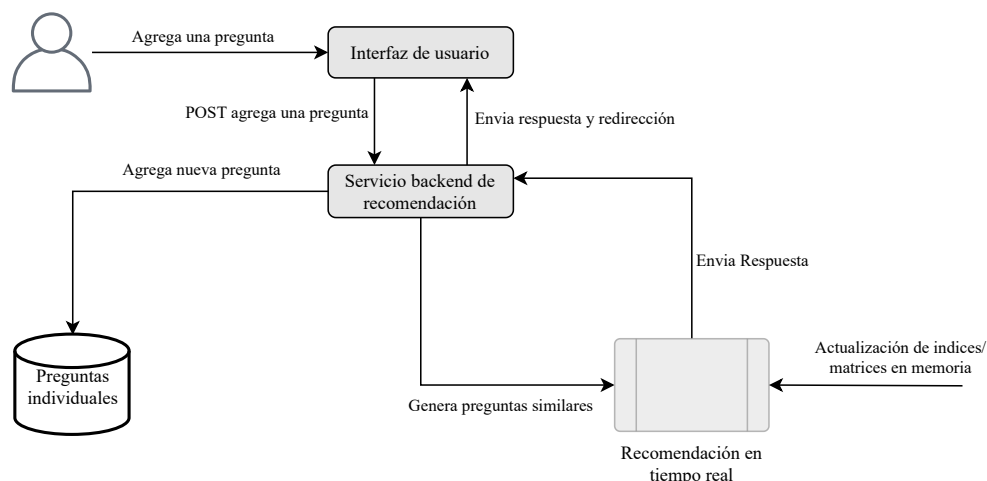 Agrega una pregunta
Interfaz de usuario
POST agrega una pregunta
Envia respuesta y redirección
Agrega nueva pregunta
Servicio backend de
recomendación
Envia Respuesta
Actualización de indices/
matrices en memoria
Preguntas
individuales
Genera preguntas similares
Recomendación en
tiempo real